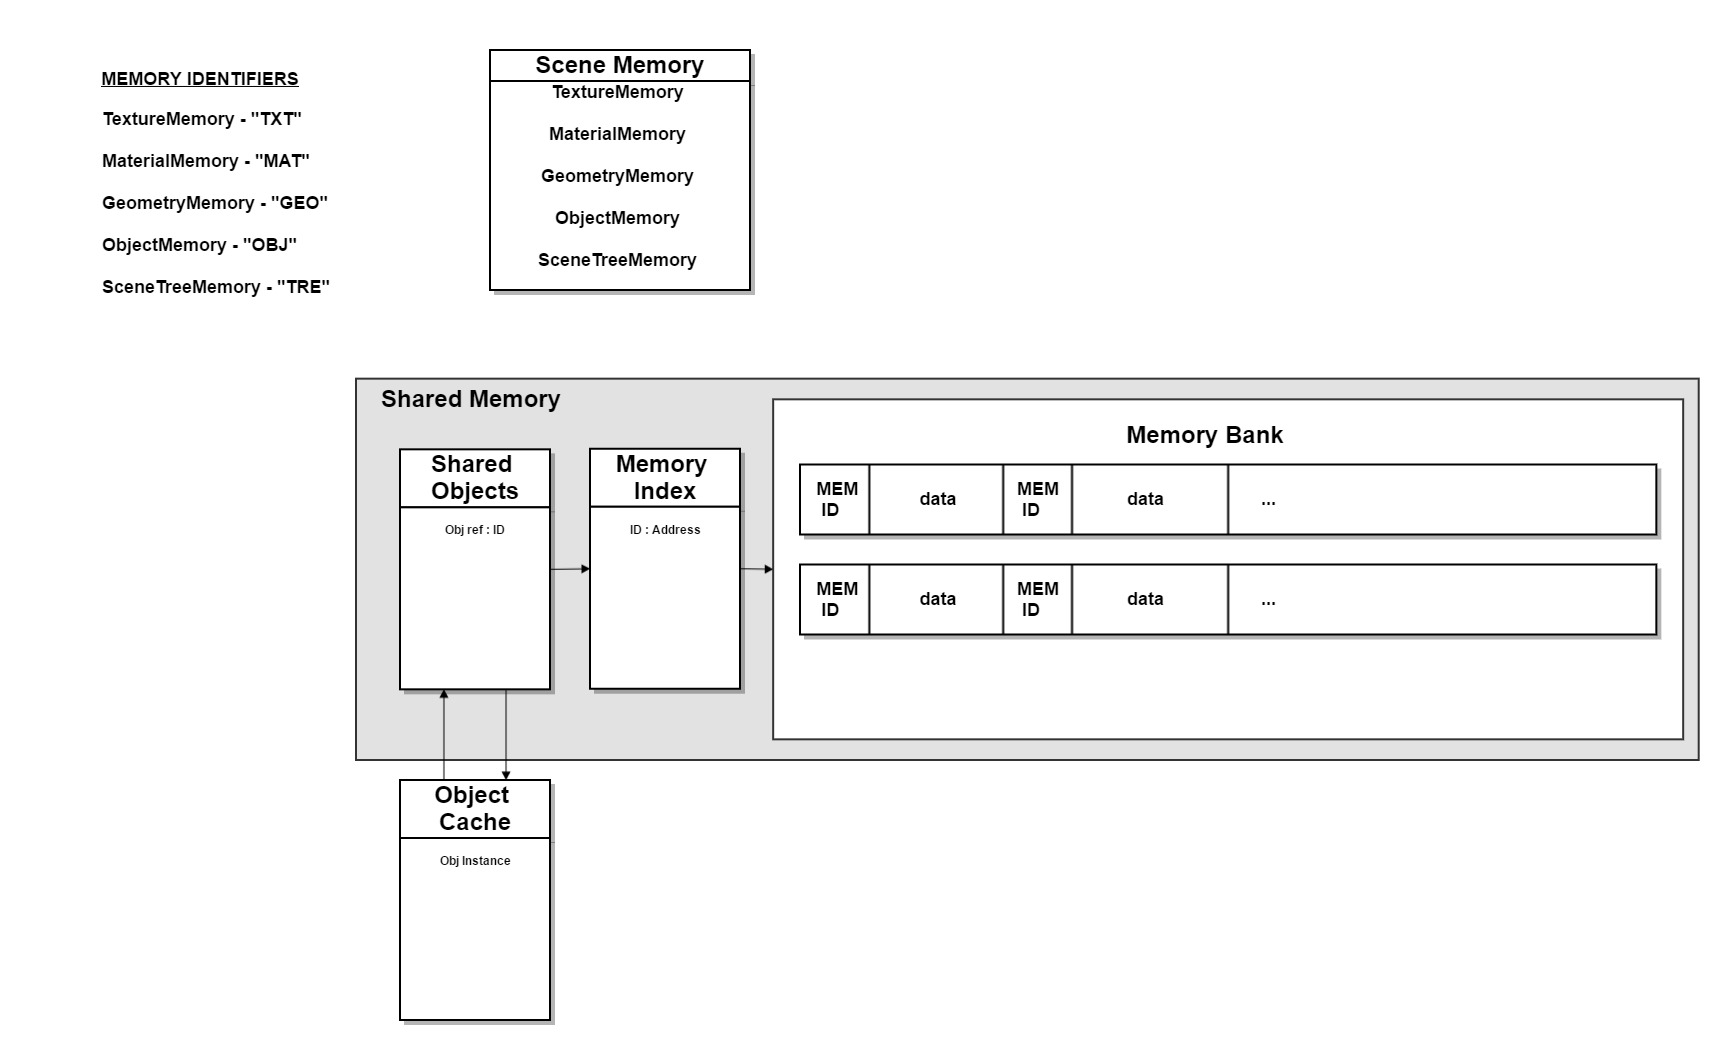 MEMORY IDENTIFIERS
TextureMemory - "TXT"
MaterialMemory - "MAT"
GeometryMemory - "GEO"
ObjectMemory - "OBJ"
SceneTreeMemory - "TRE"
Scene Memory
TextureMemory
MaterialMemory
GeometryMemory
ObjectMemory
SceneTreeMemory
Shared Memory
Shared
Objects
Obj ref : ID
Memory
Index
ID : Address
Memory Bank
MEM
ID
data
MEM
ID
data
...
MEM
ID
data
MEM
ID
data
...
Object
Cache
Obj Instance